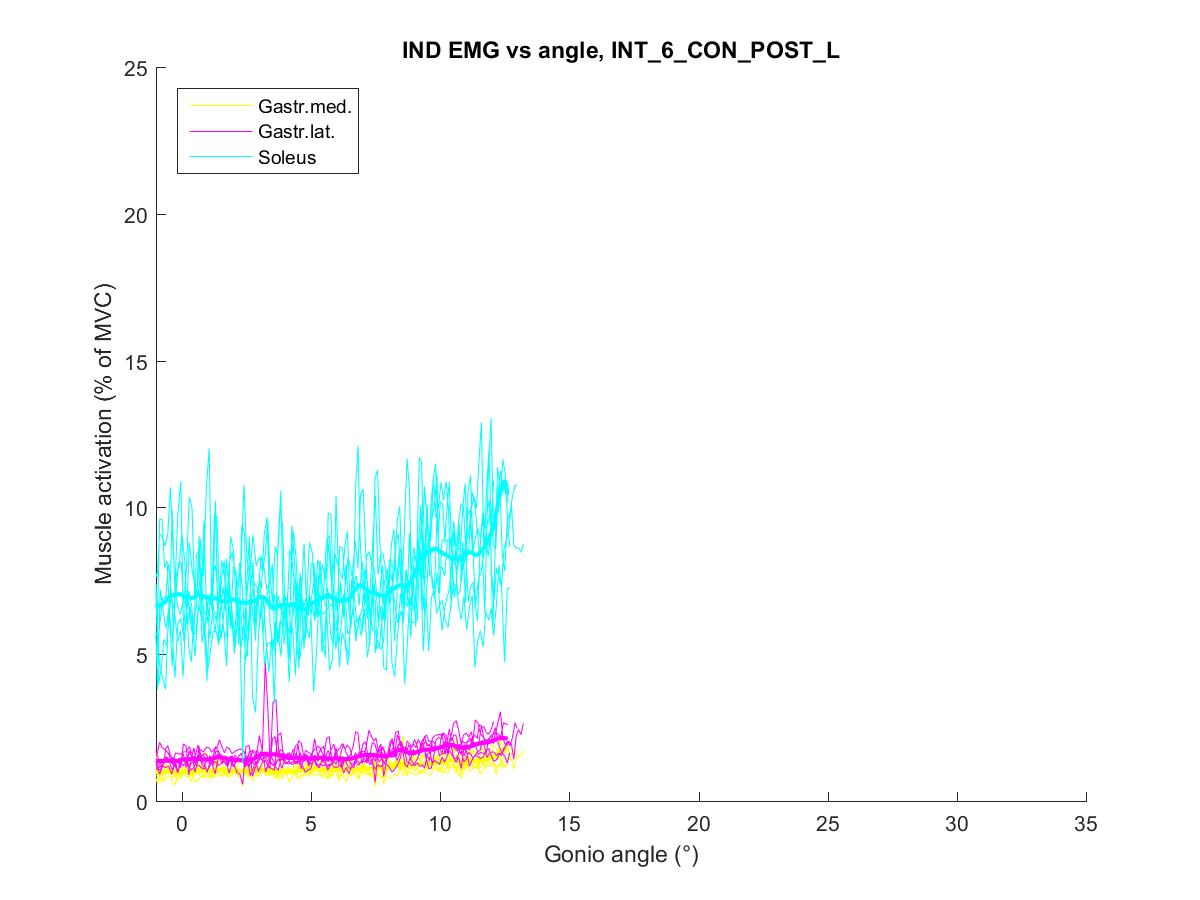 IND EMG vs angle, INT_6_CON_POST_L
25
20
15
10
5
0
Muscle activation (% of MVC)
Gastr.med.
Gastr.lat.
Soleus
0 5 10 15 20 25 30 35
Gonio angle (°)